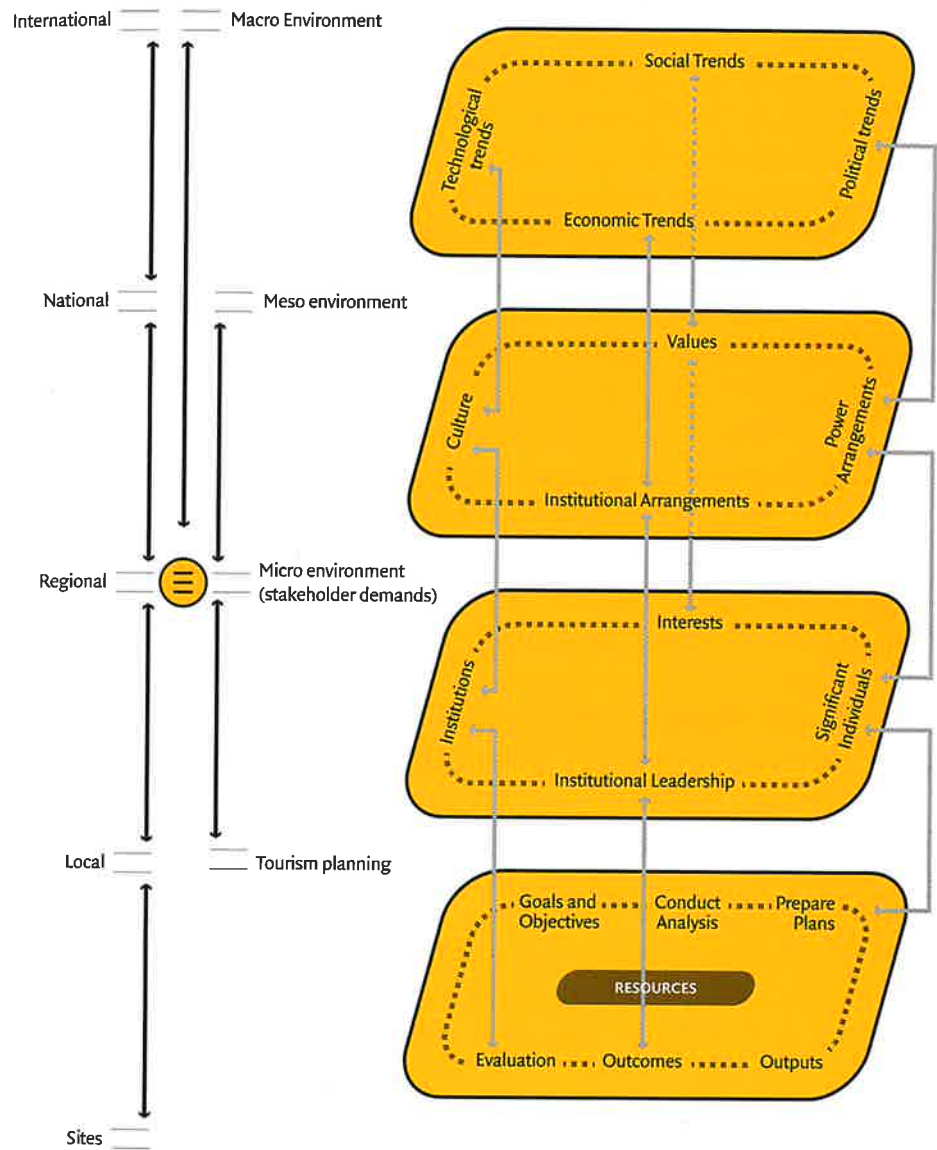 International
Macro Environment
Social Trends
Technological
trends
Political trends
Economic Trends
National
Meso environment
Values
Culture
Power
Arrangements
Institutional Arrangements
Regional
Micro environment
(stakeholder demands)
Interests
Institutions
Significant
Individuals
Institutional Leadership
Local
Tourism planning
Goals and
Objectives
Conduct
Analysis
Prepare
Plans
RESOURCES
Evaluation
Outcomes
Outputs
Sites